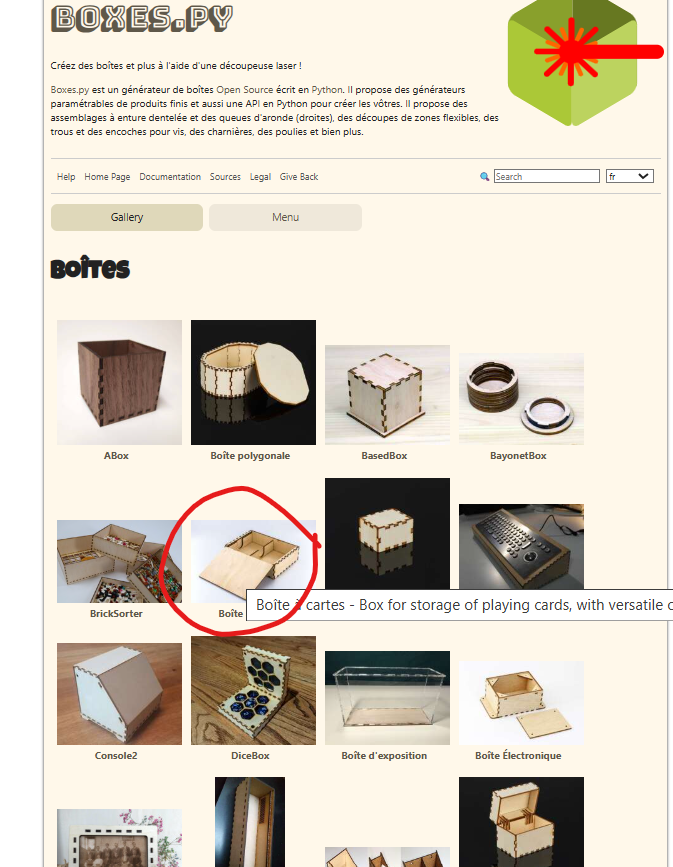 BOXES.PY
Créez des boîtes et plus à l'aide d'une découpeuse laser !
Boxes.py est un générateur de boîtes Open Source écrit en Python. Il propose des générateurs
paramétrables de produits finis et aussi une API en Python pour créer les vôtres. Il propose des
assemblages à enture dentelée et des queues d'aronde (droites), des découpes de zones flexibles, des
trous et des encoches pour vis, des charnières, des poulies et bien plus.
Help Home Page Documentation Sources Legal Give Back
Search fr
Gallery Menu
Boîtes
ABox Boîte polygonale BasedBox BayonetBox
BrickSorter Boîte
Boîte à cartes - Box for storage of playing cards, with versatile
Console2 DiceBox Boîte d'exposition Boîte Électronique